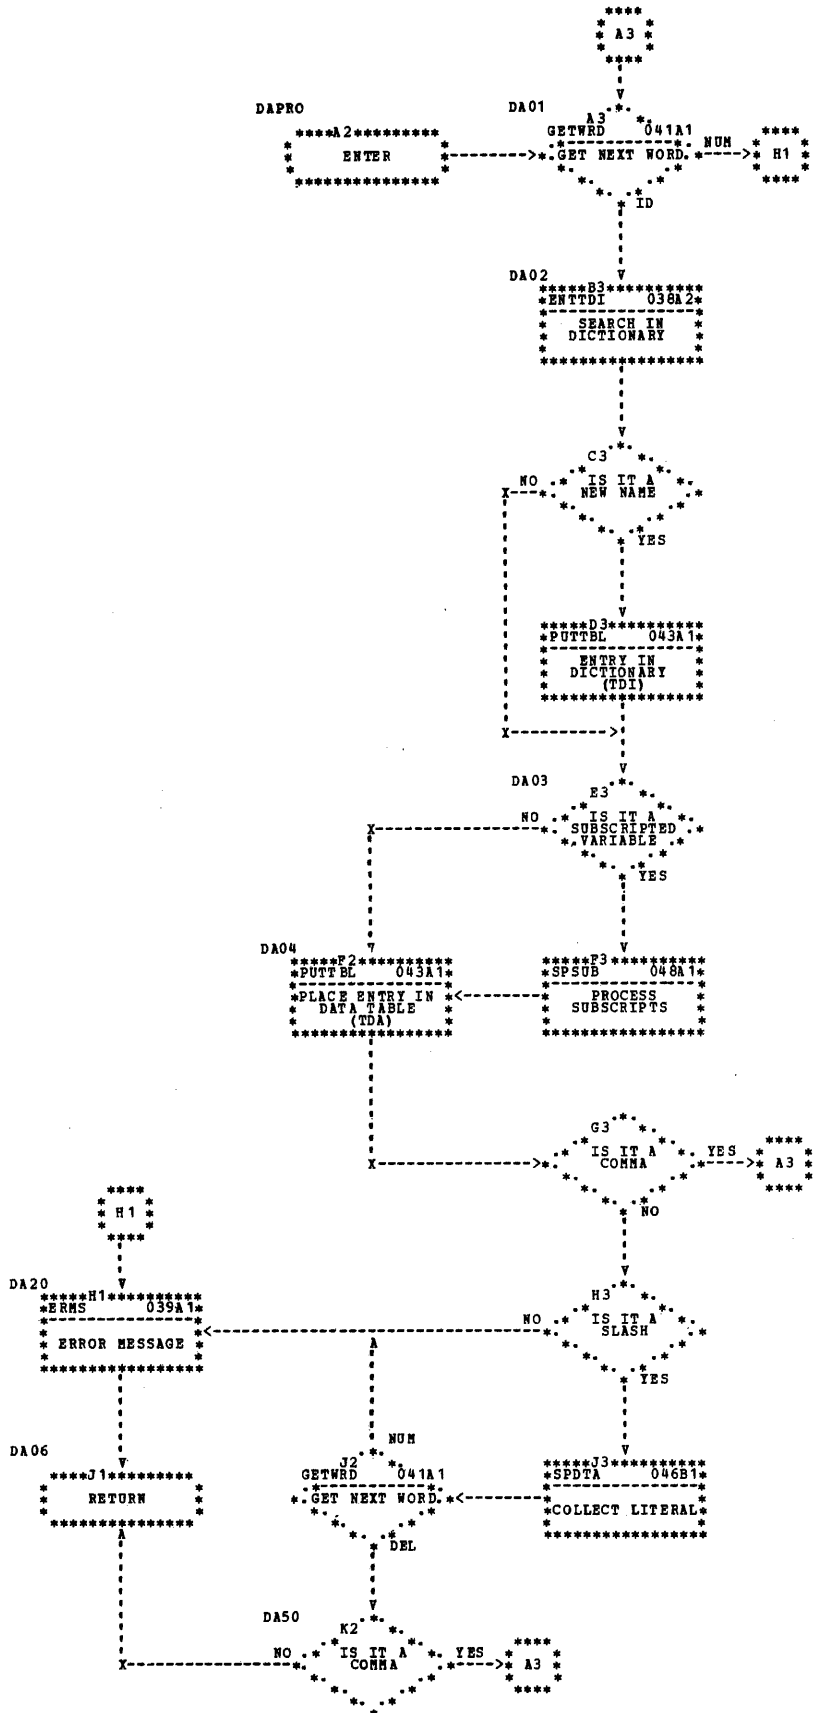 A3
DAPRO
DA01
A2
A3
GETWRD 041A1
NUM
ENTER
GET NEXT WORD
H1
ID
DA02
B3
ENTTDI 038A2
SEARCH IN
DICTIONARY
C3
NO
IS IT A
NEW NAME
YES
D3
PUTTBL 043A1
ENTRY IN
DICTIONARY
(TDI)
DA03
E3
NO
IS IT A
SUBSCRIPTED
VARIABLE
YES
DA04
F2
F3
PUTTBL 043A1
SPSUB 048A1
PLACE ENTRY IN
DATA TABLE
(TDA)
PROCESS
SUBSCRIPTS
G3
IS IT A
COMMA
YES
A3
NO
H1
DA20
H1
ERMS 039A1
ERROR MESSAGE
H3
NO
IS IT A
SLASH
YES
NUM
DA06
J1
RETURN
J2
GETWRD 041A1
GET NEXT WORD
DEL
J3
SPDTA 046B1
COLLECT LITERAL
DA50
K2
NO
IS IT A
COMMA
YES
A3